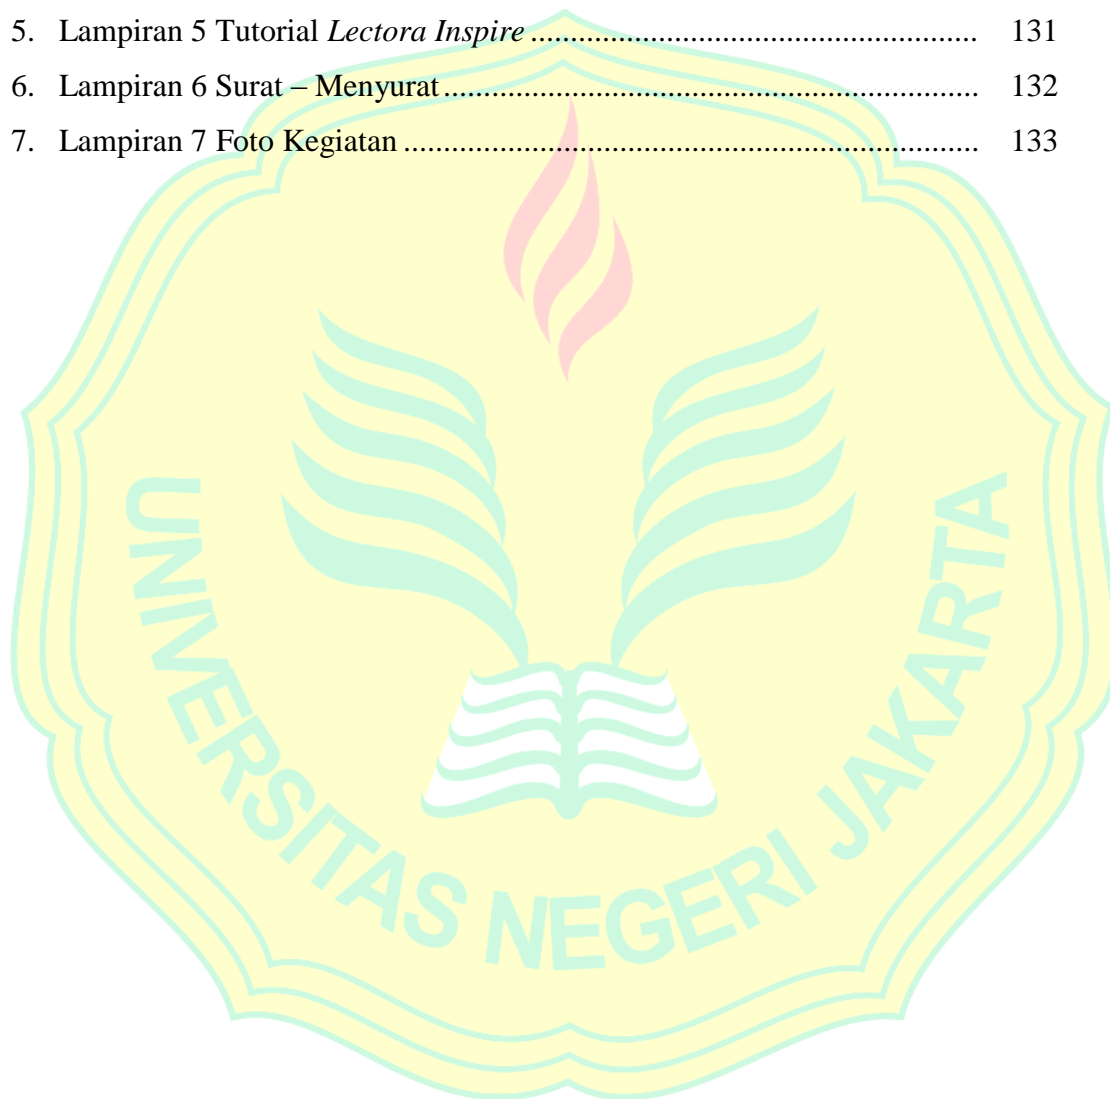 5. Lampiran 5 Tutorial Lectora Inspire ........................................................ 131
6. Lampiran 6 Surat – Menyurat ................................................................... 132
7. Lampiran 7 Foto Kegiatan ........................................................................ 133
UNIVERSITAS NEGERI JAKARTA